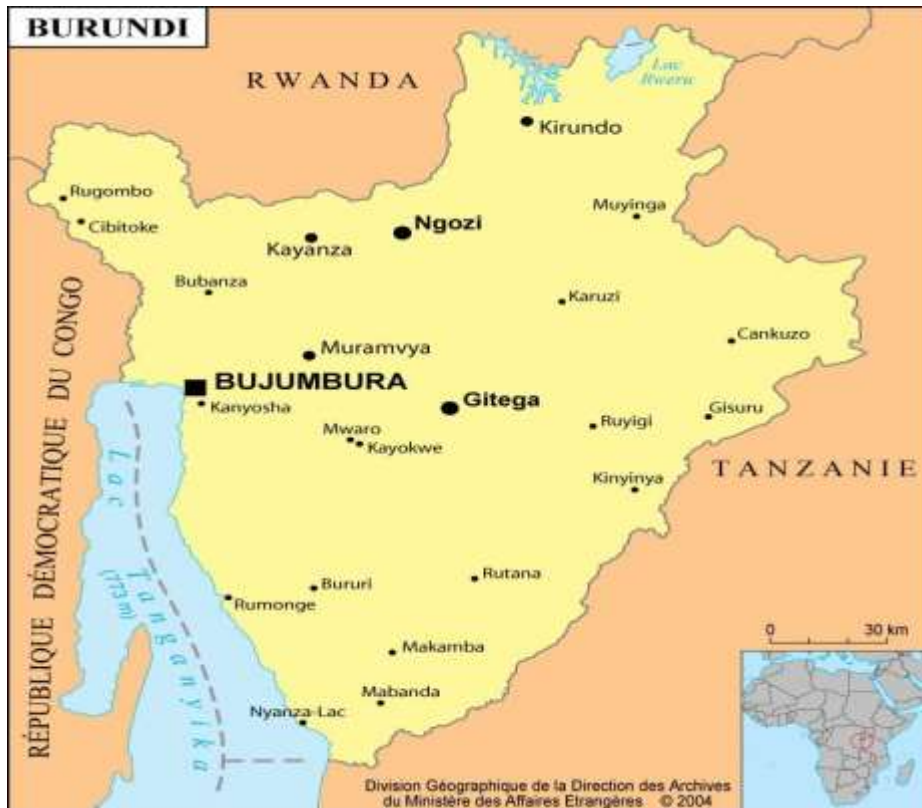 BURUNDI
RWANDA
Lac
Rweru
Kirundo
Rugombo
Cibitoke
Muyinga
Ngozi
Kayanza
Bubanza
Karuzi
Muramvya
Cankuzo
BUJUMBURA
Kanyosha
Gitega
Gisuru
Ruyigi
Mwaro
Kayokwe
TANZANIE
Kinyinya
RÉPUBLIQUE DÉMOCRATIQUE DU CONGO
Lac Tanganyika
(773 m)
Rutana
Bururi
Rumonge
Makamba
Mabanda
Nyanza-Lac
0 30 km
Division Géographique de la Direction des Archives
du Ministère des Affaires Etrangères © 2004